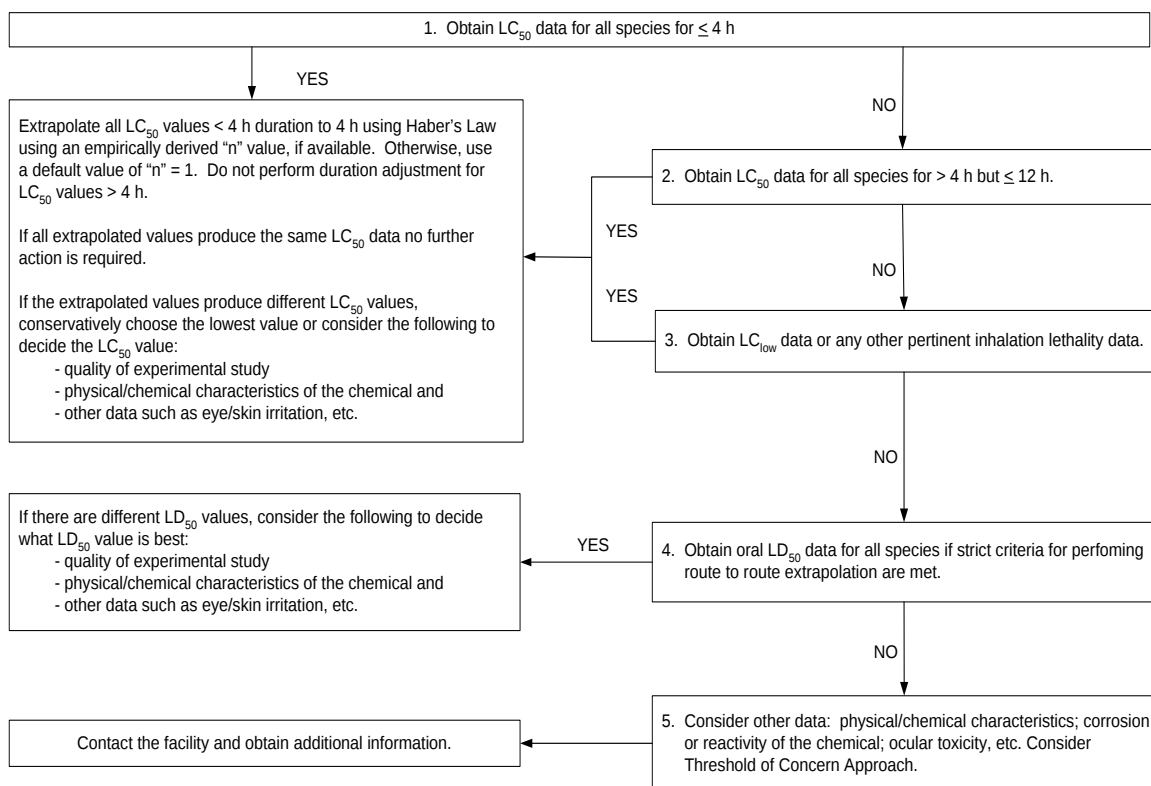 1. Obtain LC50 data for all species for ≤ 4 h
YES
NO
Extrapolate all LC50 values < 4 h duration to 4 h using Haber's Law
using an empirically derived “n” value, if available. Otherwise, use
a default value of “n” = 1. Do not perform duration adjustment for
LC50 values > 4 h.
If all extrapolated values produce the same LC50 data no further
action is required.
If the extrapolated values produce different LC50 values,
conservatively choose the lowest value or consider the following to
decide the LC50 value:
- quality of experimental study
- physical/chemical characteristics of the chemical and
- other data such as eye/skin irritation, etc.
2. Obtain LC50 data for all species for > 4 h but ≤ 12 h.
YES
NO
YES
3. Obtain LClow data or any other pertinent inhalation lethality data.
NO
If there are different LD50 values, consider the following to decide
what LD50 value is best:
- quality of experimental study
- physical/chemical characteristics of the chemical and
- other data such as eye/skin irritation, etc.
YES
4. Obtain oral LD50 data for all species if strict criteria for perfoming
route to route extrapolation are met.
NO
5. Consider other data: physical/chemical characteristics; corrosion
or reactivity of the chemical; ocular toxicity, etc. Consider
Threshold of Concern Approach.
Contact the facility and obtain additional information.